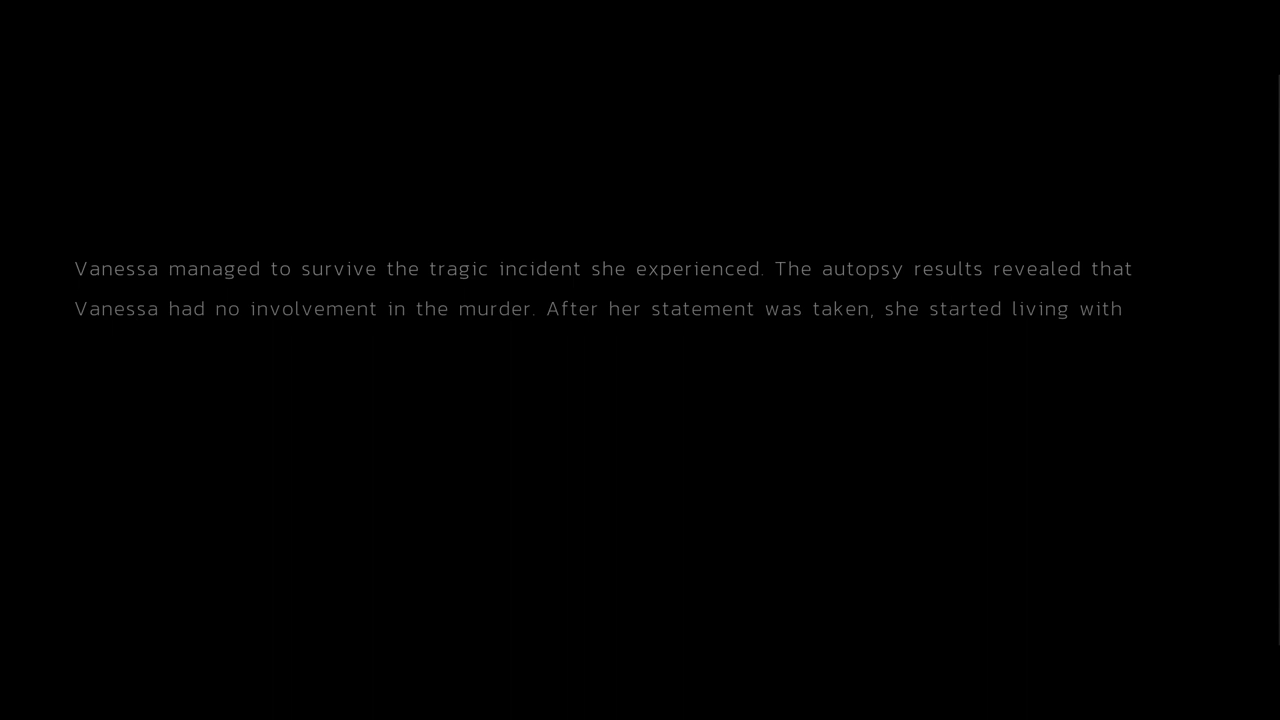 Vanessa managed to survive the tragic incident she experienced. The autopsy results revealed that
Vanessa had no involvement in the murder. After her statement was taken, she started living with